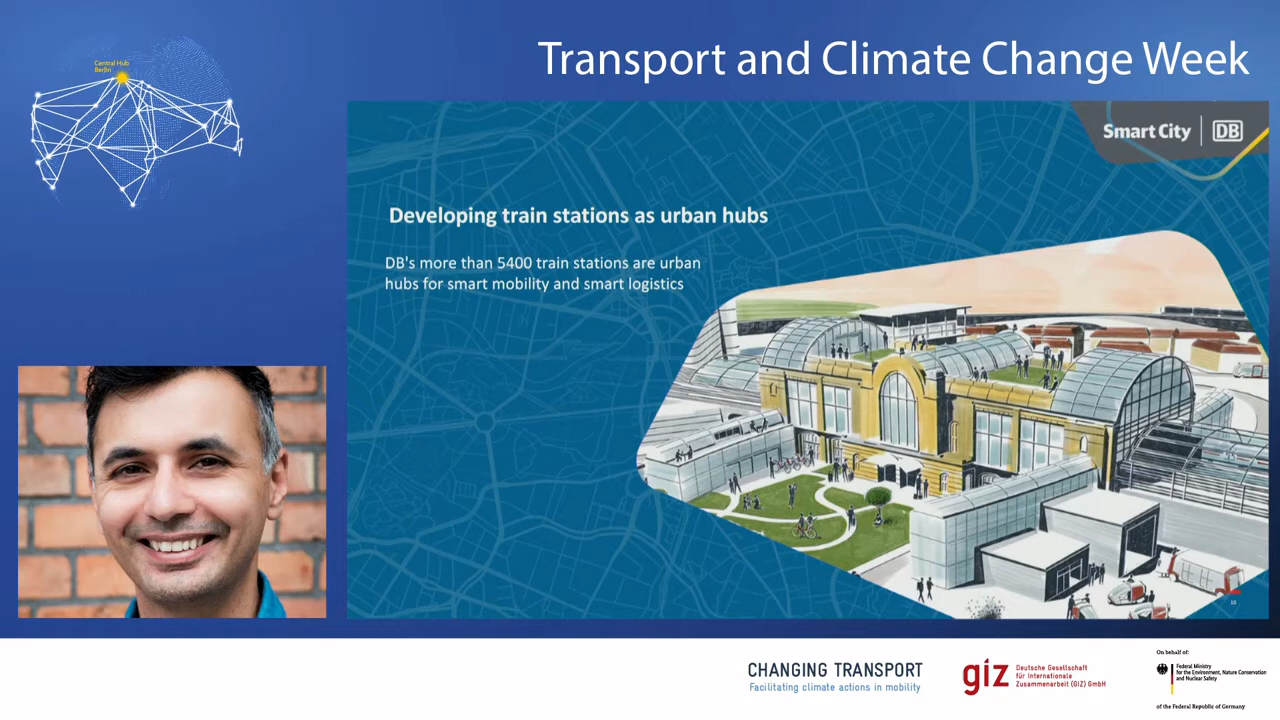 Central Hub
Berlin
Transport and Climate Change Week
Smart City | DB
Developing train stations as urban hubs
DB's more than 5400 train stations are urban
hubs for smart mobility and smart logistics
10
CHANGING TRANSPORT
Facilitating climate actions in mobility
giz
Deutsche Gesellschaft
für Internationale
Zusammenarbeit (GIZ) GmbH
On behalf of:
Federal Ministry
for the Environment, Nature Conservation
and Nuclear Safety
of the Federal Republic of Germany